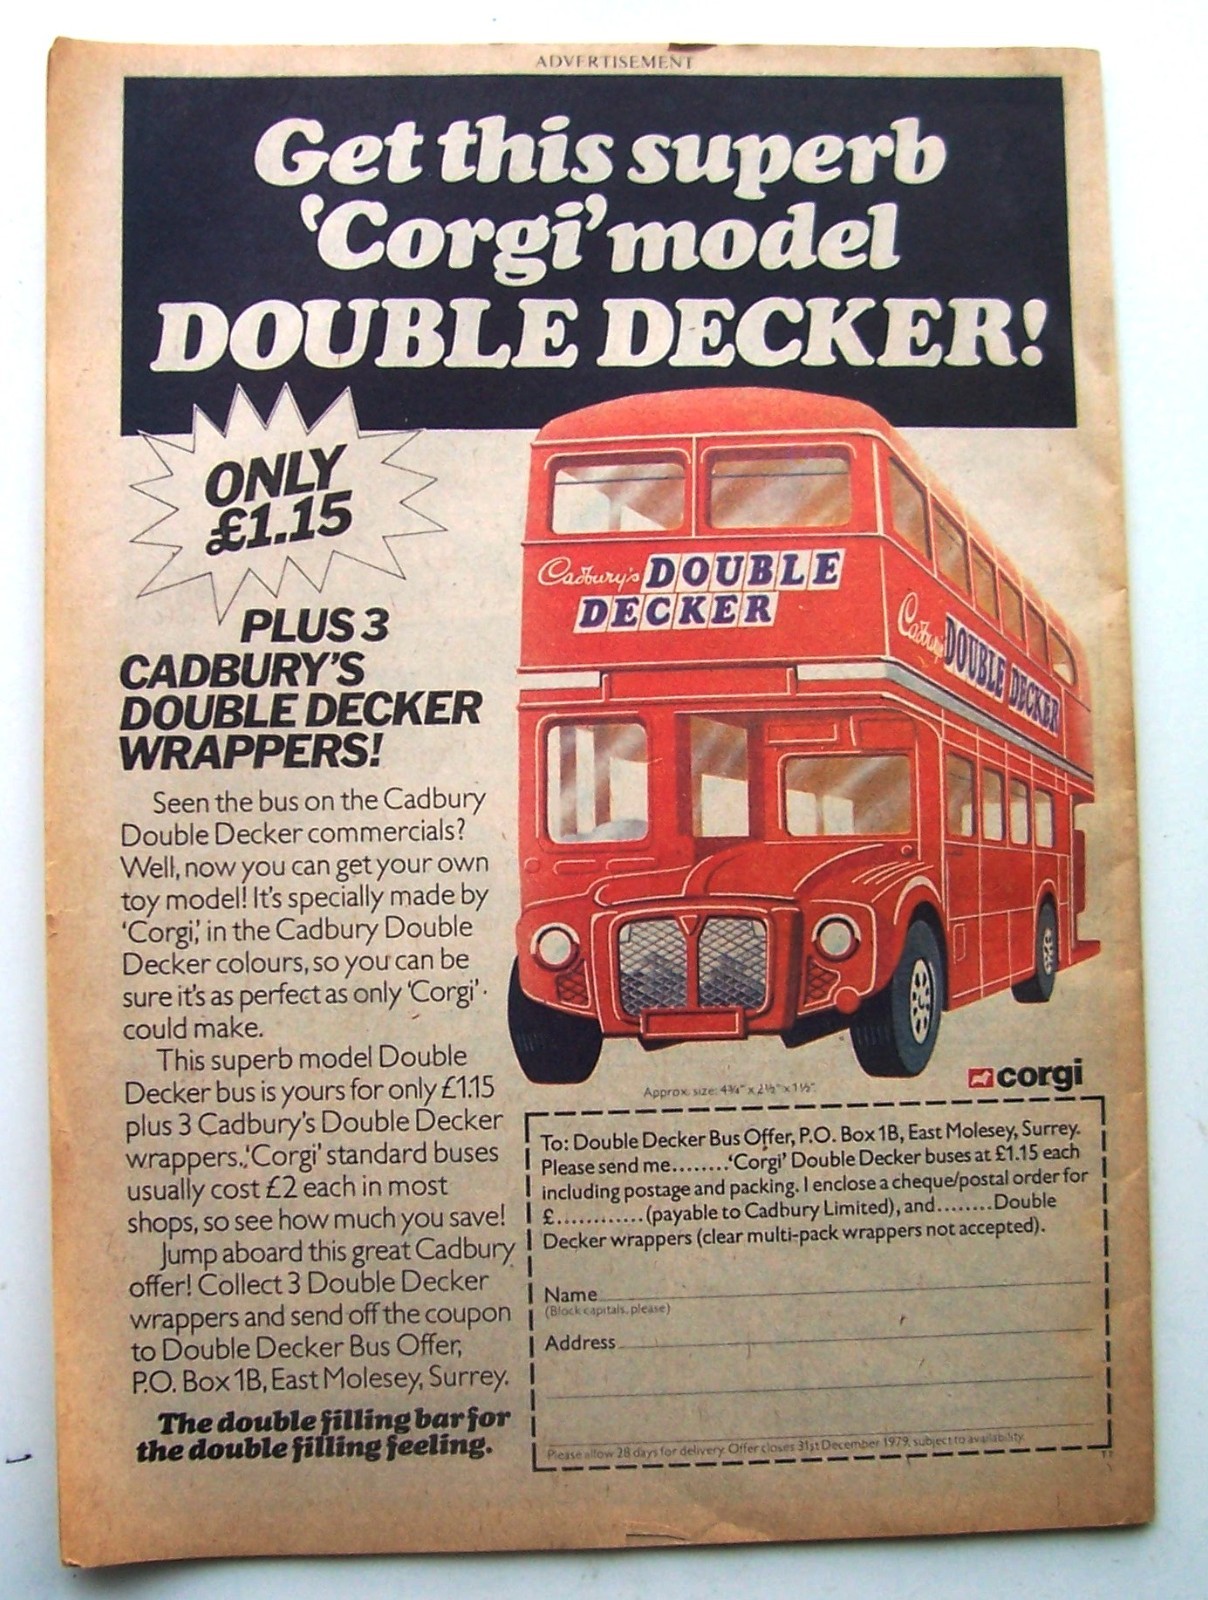 ADVERTISEMENT
Get this superb
‘Corgi’ model
DOUBLE DECKER!
ONLY
£1.15
PLUS 3
CADBURY’S
DOUBLE DECKER
WRAPPERS!
Seen the bus on the Cadbury
Double Decker commercials?
Well, now you can get your own
toy model! It’s specially made by
‘Corgi’, in the Cadbury Double
Decker colours, so you can be
sure it’s as perfect as only ‘Corgi’
could make.
This superb model Double
Decker bus is yours for only £1.15
plus 3 Cadbury’s Double Decker
wrappers. ‘Corgi’ standard buses
usually cost £2 each in most
shops, so see how much you save!
Jump aboard this great Cadbury
offer! Collect 3 Double Decker
wrappers and send off the coupon
to Double Decker Bus Offer,
P.O. Box 1B, East Molesey, Surrey.
The double filling bar for
the double filling feeling.
Cadbury’s DOUBLE
DECKER
Cadbury’s DOUBLE DECKER
corgi
Approx. size: 4¾" x 2½" x 1½".
To: Double Decker Bus Offer, P.O. Box 1B, East Molesey, Surrey.
Please send me........‘Corgi’ Double Decker buses at £1.15 each
including postage and packing. I enclose a cheque/postal order for
£............(payable to Cadbury Limited), and........Double
Decker wrappers (clear multi-pack wrappers not accepted).
Name
(Block capitals, please)
Address
Please allow 28 days for delivery. Offer closes 31st December 1979, subject to availability.